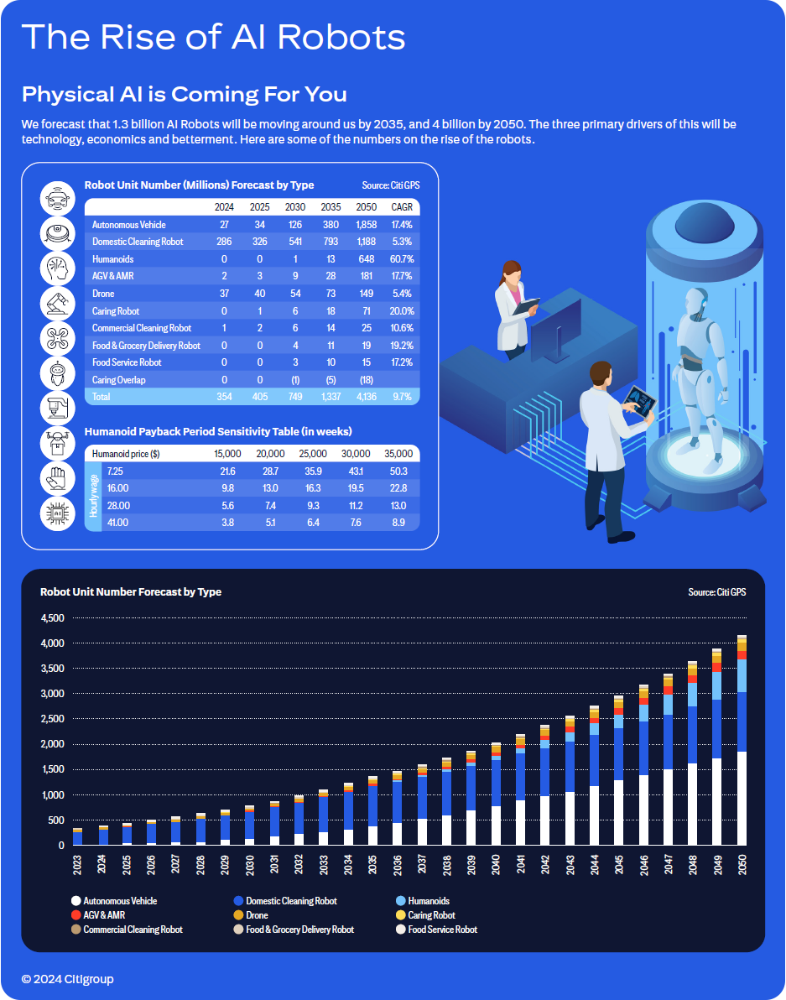 The Rise of AI Robots
Physical AI is Coming For You
We forecast that 1.3 billion AI Robots will be moving around us by 2035, and 4 billion by 2050. The three primary drivers of this will be
technology, economics and betterment. Here are some of the numbers on the rise of the robots.
Robot Unit Number (Millions) Forecast by Type Source: Citi GPS
2024 2025 2030 2035 2050 CAGR
Autonomous Vehicle 27 34 126 380 1,858 17.4%
Domestic Cleaning Robot 286 326 541 793 1,188 5.3%
Humanoids 0 0 1 13 648 60.7%
AGV & AMR 2 3 9 28 181 17.7%
Drone 37 40 54 73 149 5.4%
Caring Robot 0 1 6 18 71 20.0%
Commercial Cleaning Robot 1 2 6 14 25 10.6%
Food & Grocery Delivery Robot 0 0 4 11 19 19.2%
Food Service Robot 0 0 3 10 15 17.2%
Caring Overlap 0 0 (1) (5) (18)
Total 354 405 749 1,337 4,136 9.7%
Humanoid Payback Period Sensitivity Table (in weeks)
Humanoid price ($) 15,000 20,000 25,000 30,000 35,000
Hourly wage
7.25 21.6 28.7 35.9 43.1 50.3
16.00 9.8 13.0 16.3 19.5 22.8
28.00 5.6 7.4 9.3 11.2 13.0
41.00 3.8 5.1 6.4 7.6 8.9
AI
Robot Unit Number Forecast by Type Source: Citi GPS
4,500
4,000
3,500
3,000
2,500
2,000
1,500
1,000
500
0
2023 2024 2025 2026 2027 2028 2029 2030 2031 2032 2033 2034 2035 2036 2037 2038 2039 2040 2041 2042 2043 2044 2045 2046 2047 2048 2049 2050
Autonomous Vehicle Domestic Cleaning Robot Humanoids
AGV & AMR Drone Caring Robot
Commercial Cleaning Robot Food & Grocery Delivery Robot Food Service Robot
© 2024 Citigroup